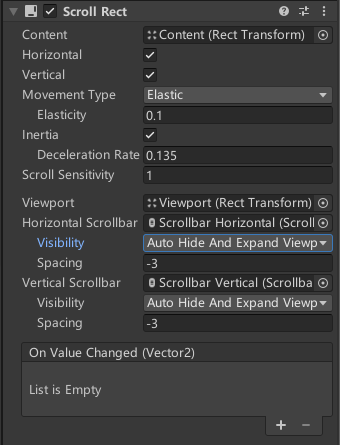 Scroll Rect
Content Content (Rect Transform)
Horizontal
Vertical
Movement Type Elastic
Elasticity 0.1
Inertia
Deceleration Rate 0.135
Scroll Sensitivity 1
Viewport Viewport (Rect Transform)
Horizontal Scrollbar Scrollbar Horizontal (Scroll
Visibility Auto Hide And Expand Viewp
Spacing -3
Vertical Scrollbar Scrollbar Vertical (Scrollba
Visibility Auto Hide And Expand Viewp
Spacing -3
On Value Changed (Vector2)
List is Empty